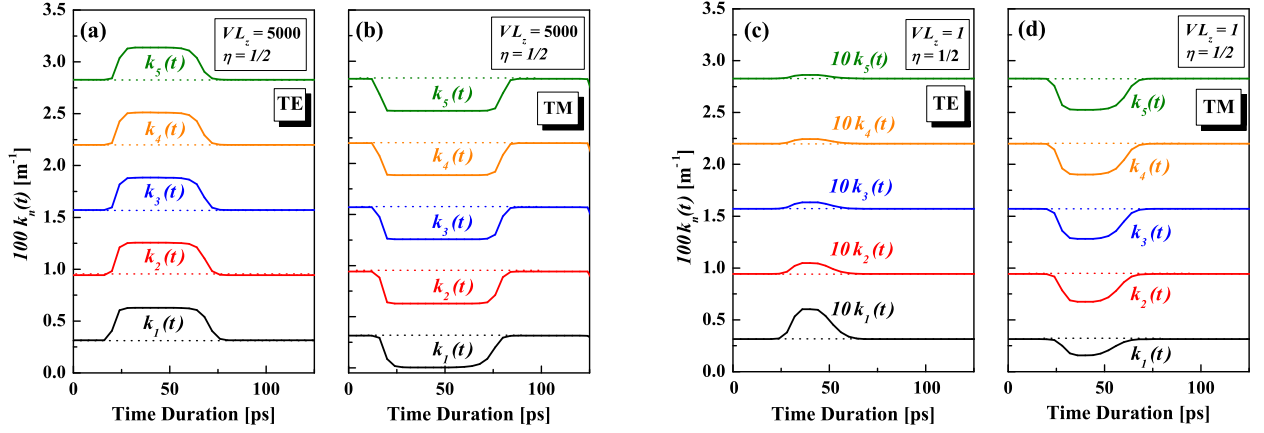 (a)
VL_z = 5000
η = 1/2
TE
k_5(t)
k_4(t)
k_3(t)
k_2(t)
k_1(t)
100 k_n(t) [m^-1]
3.5
3.0
2.5
2.0
1.5
1.0
0.5
0.0
0
25
50
75
100
Time Duration [ps]
(b)
VL_z = 5000
η = 1/2
TM
k_5(t)
k_4(t)
k_3(t)
k_2(t)
k_1(t)
0
50
100
Time Duration [ps]
(c)
VL_z = 1
η = 1/2
TE
10 k_5(t)
10 k_4(t)
10 k_3(t)
10 k_2(t)
10 k_1(t)
100 k_n(t) [m^-1]
3.5
3.0
2.5
2.0
1.5
1.0
0.5
0.0
0
50
100
Time Duration [ps]
(d)
VL_z = 1
η = 1/2
TM
k_5(t)
k_4(t)
k_3(t)
k_2(t)
k_1(t)
0
50
100
Time Duration [ps]